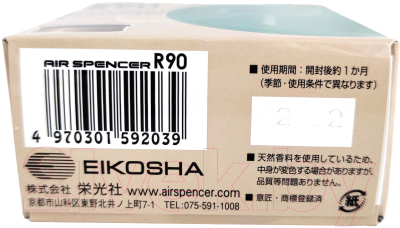 AIR SPENCER R90
4 970301 592039
EIKOSHA
株式会社 栄光社 www.airspencer.com
京都市山科区東野北井ノ上町7-1 TEL:075-591-1008
■ 使用期間:開封後約1か月
(季節・使用条件で異なります)
■ 天然香料を使用しているため、
中身が変色する場合がありますが、
品質等問題ありません。
■ 意匠・商標登録済
紙